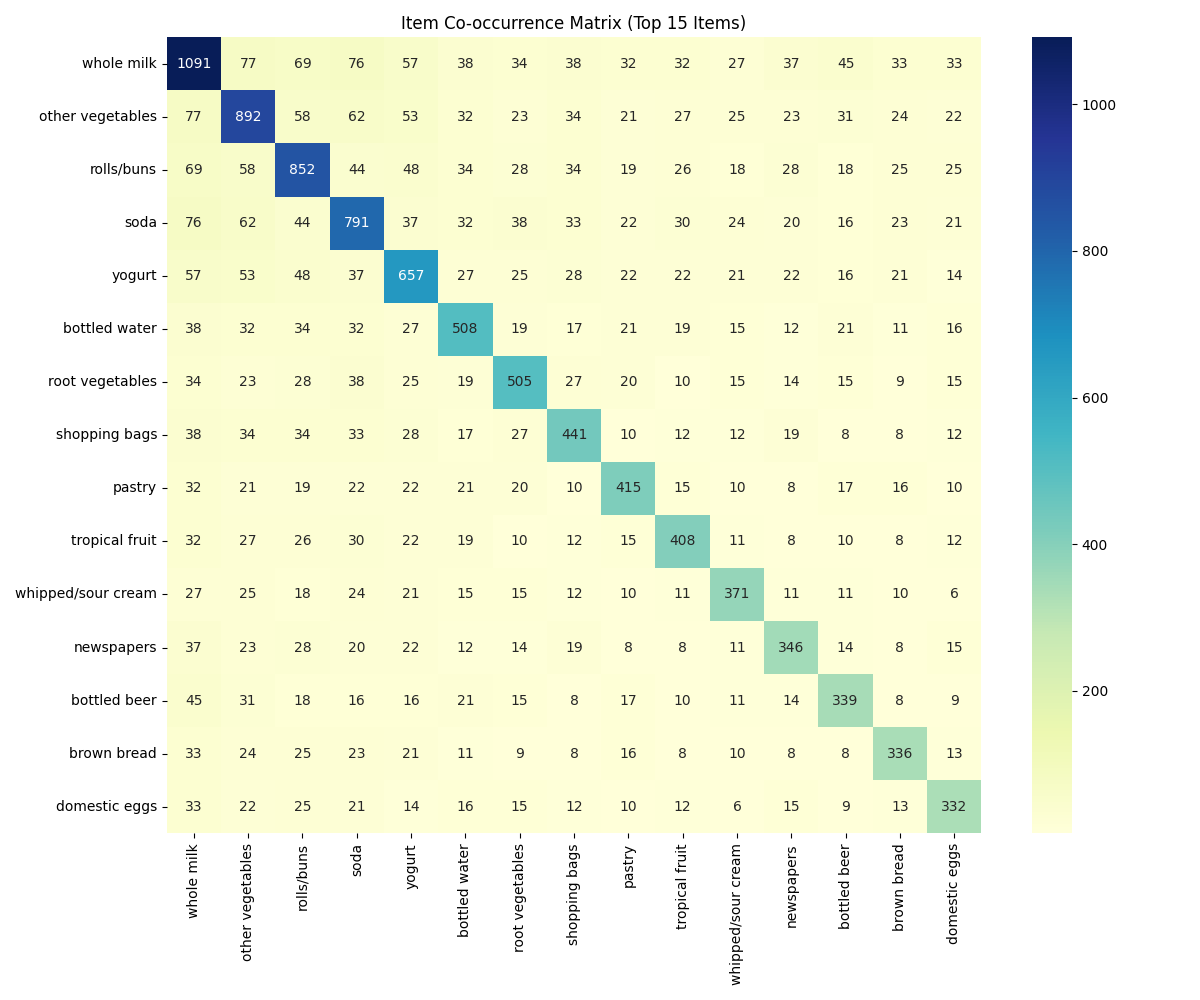 Item Co-occurrence Matrix (Top 15 Items)
whole milk 1091 77 69 76 57 38 34 38 32 32 27 37 45 33 33
other vegetables 77 892 58 62 53 32 23 34 21 27 25 23 31 24 22
rolls/buns 69 58 852 44 48 34 28 34 19 26 18 28 18 25 25
soda 76 62 44 791 37 32 38 33 22 30 24 20 16 23 21
yogurt 57 53 48 37 657 27 25 28 22 22 21 22 16 21 14
bottled water 38 32 34 32 27 508 19 17 21 19 15 12 21 11 16
root vegetables 34 23 28 38 25 19 505 27 20 10 15 14 15 9 15
shopping bags 38 34 34 33 28 17 27 441 10 12 12 19 8 8 12
pastry 32 21 19 22 22 21 20 10 415 15 10 8 17 16 10
tropical fruit 32 27 26 30 22 19 10 12 15 408 11 8 10 8 12
whipped/sour cream 27 25 18 24 21 15 15 12 10 11 371 11 11 10 6
newspapers 37 23 28 20 22 12 14 19 8 8 11 346 14 8 15
bottled beer 45 31 18 16 16 21 15 8 17 10 11 14 339 8 9
brown bread 33 24 25 23 21 11 9 8 16 8 10 8 8 336 13
domestic eggs 33 22 25 21 14 16 15 12 10 12 6 15 9 13 332
whole milk
other vegetables
rolls/buns
soda
yogurt
bottled water
root vegetables
shopping bags
pastry
tropical fruit
whipped/sour cream
newspapers
bottled beer
brown bread
domestic eggs
1000
800
600
400
200